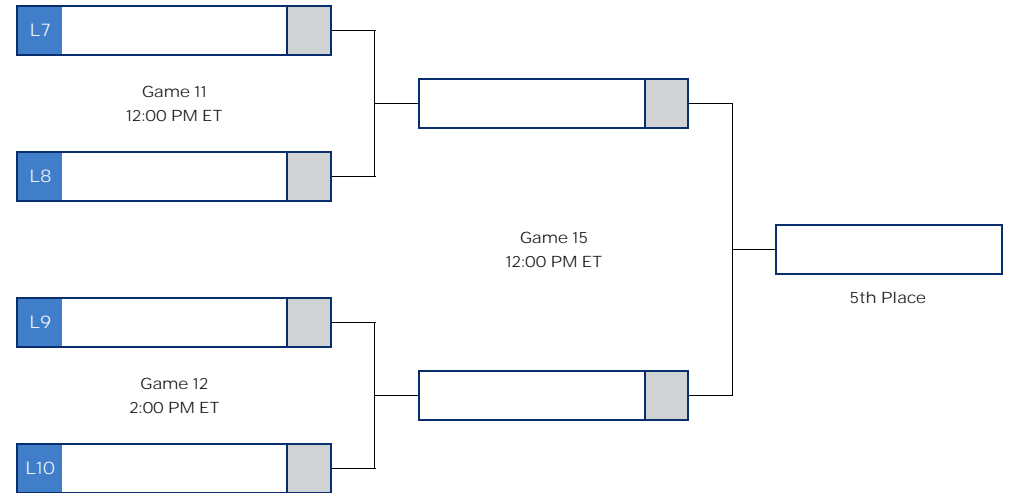 L7
Game 11
12:00 PM ET
L8
Game 15
12:00 PM ET
5th Place
L9
Game 12
2:00 PM ET
L10